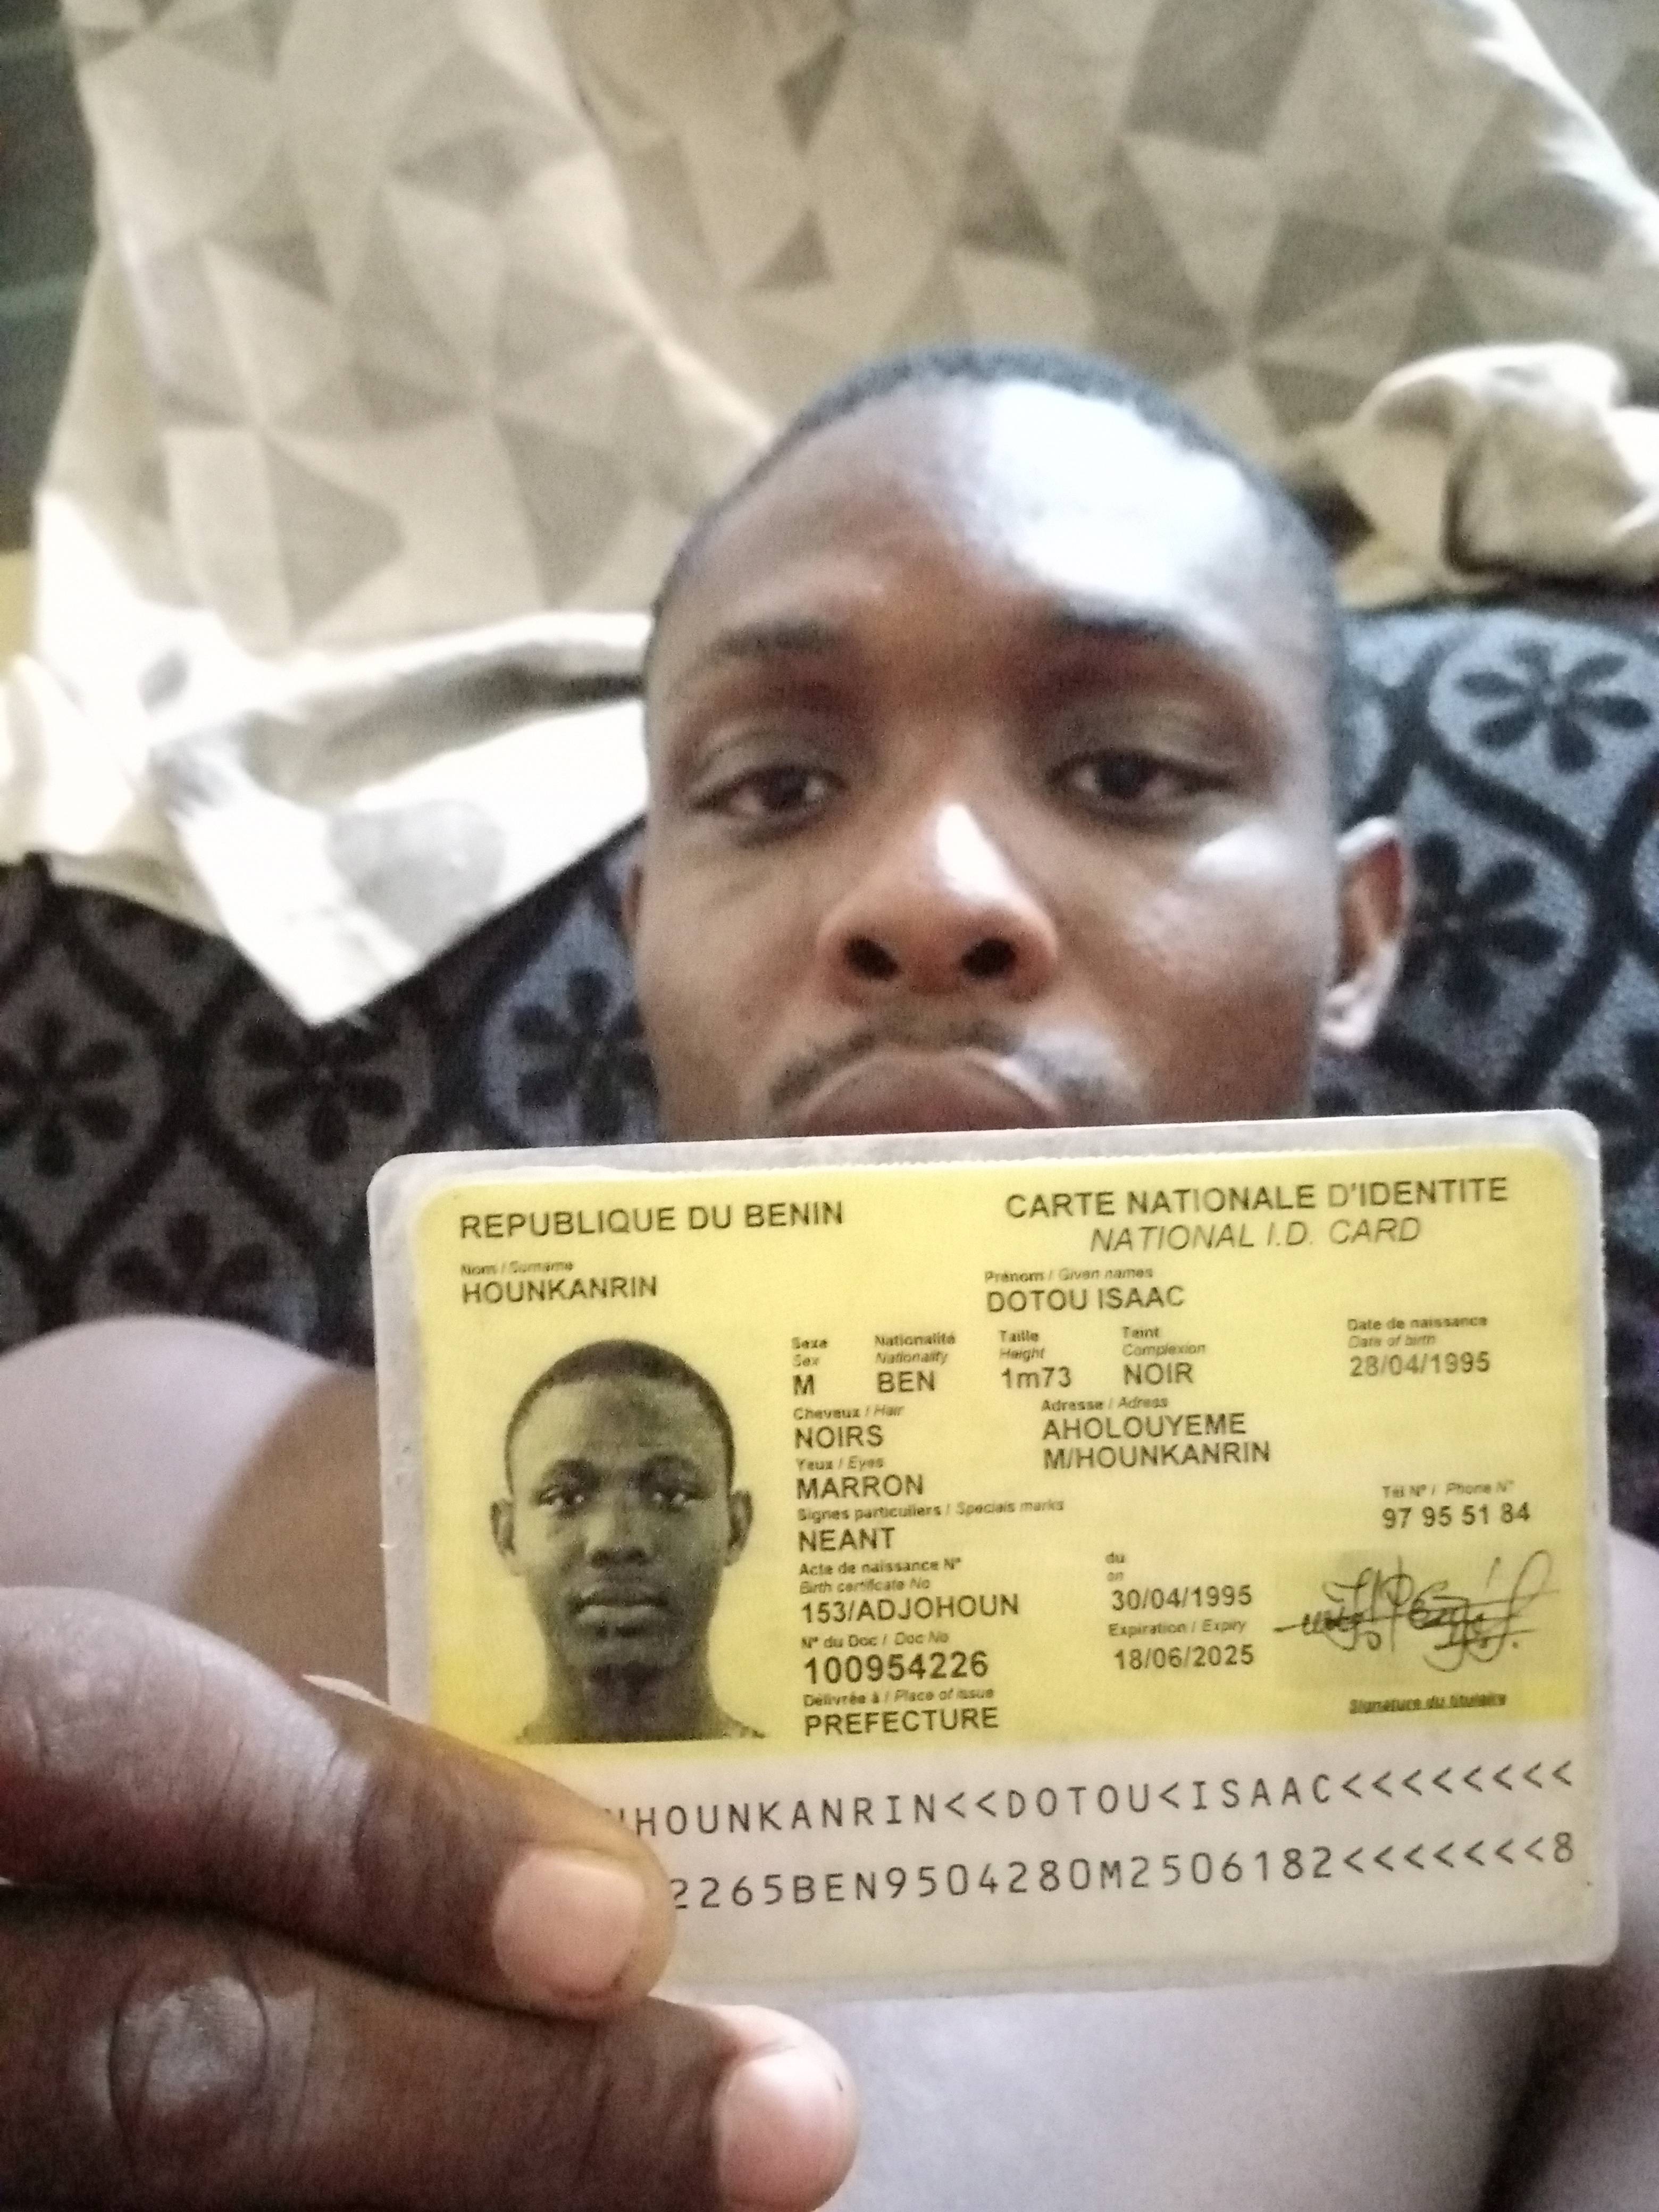 REPUBLIQUE DU BENIN
CARTE NATIONALE D'IDENTITE
NATIONAL I.D. CARD
Nom / Surname
HOUNKANRIN
Prénom / Given names
DOTOU ISAAC
Sexe Nationalité Taille Teint Date de naissance
Sex Nationality Height Complexion Date of birth
M BEN 1m73 NOIR 28/04/1995
Cheveux / Hair Adresse / Adress
NOIRS AHOLOUYEME
M/HOUNKANRIN
Yeux / Eyes
MARRON
Tél N° / Phone N°
97 95 51 84
Signes particuliers / Specials marks
NEANT
Acte de naissance N° du
Birth certificate No on
153/ADJOHOUN 30/04/1995
N° du Doc / Doc No Expiration / Expiry
100954226 18/06/2025
Délivrée à / Place of issue
PREFECTURE
Signature du titulaire
HOUNKANRIN<<DOTOU<ISAAC<<<<<<<<
2265BEN9504280M2506182<<<<<<<8